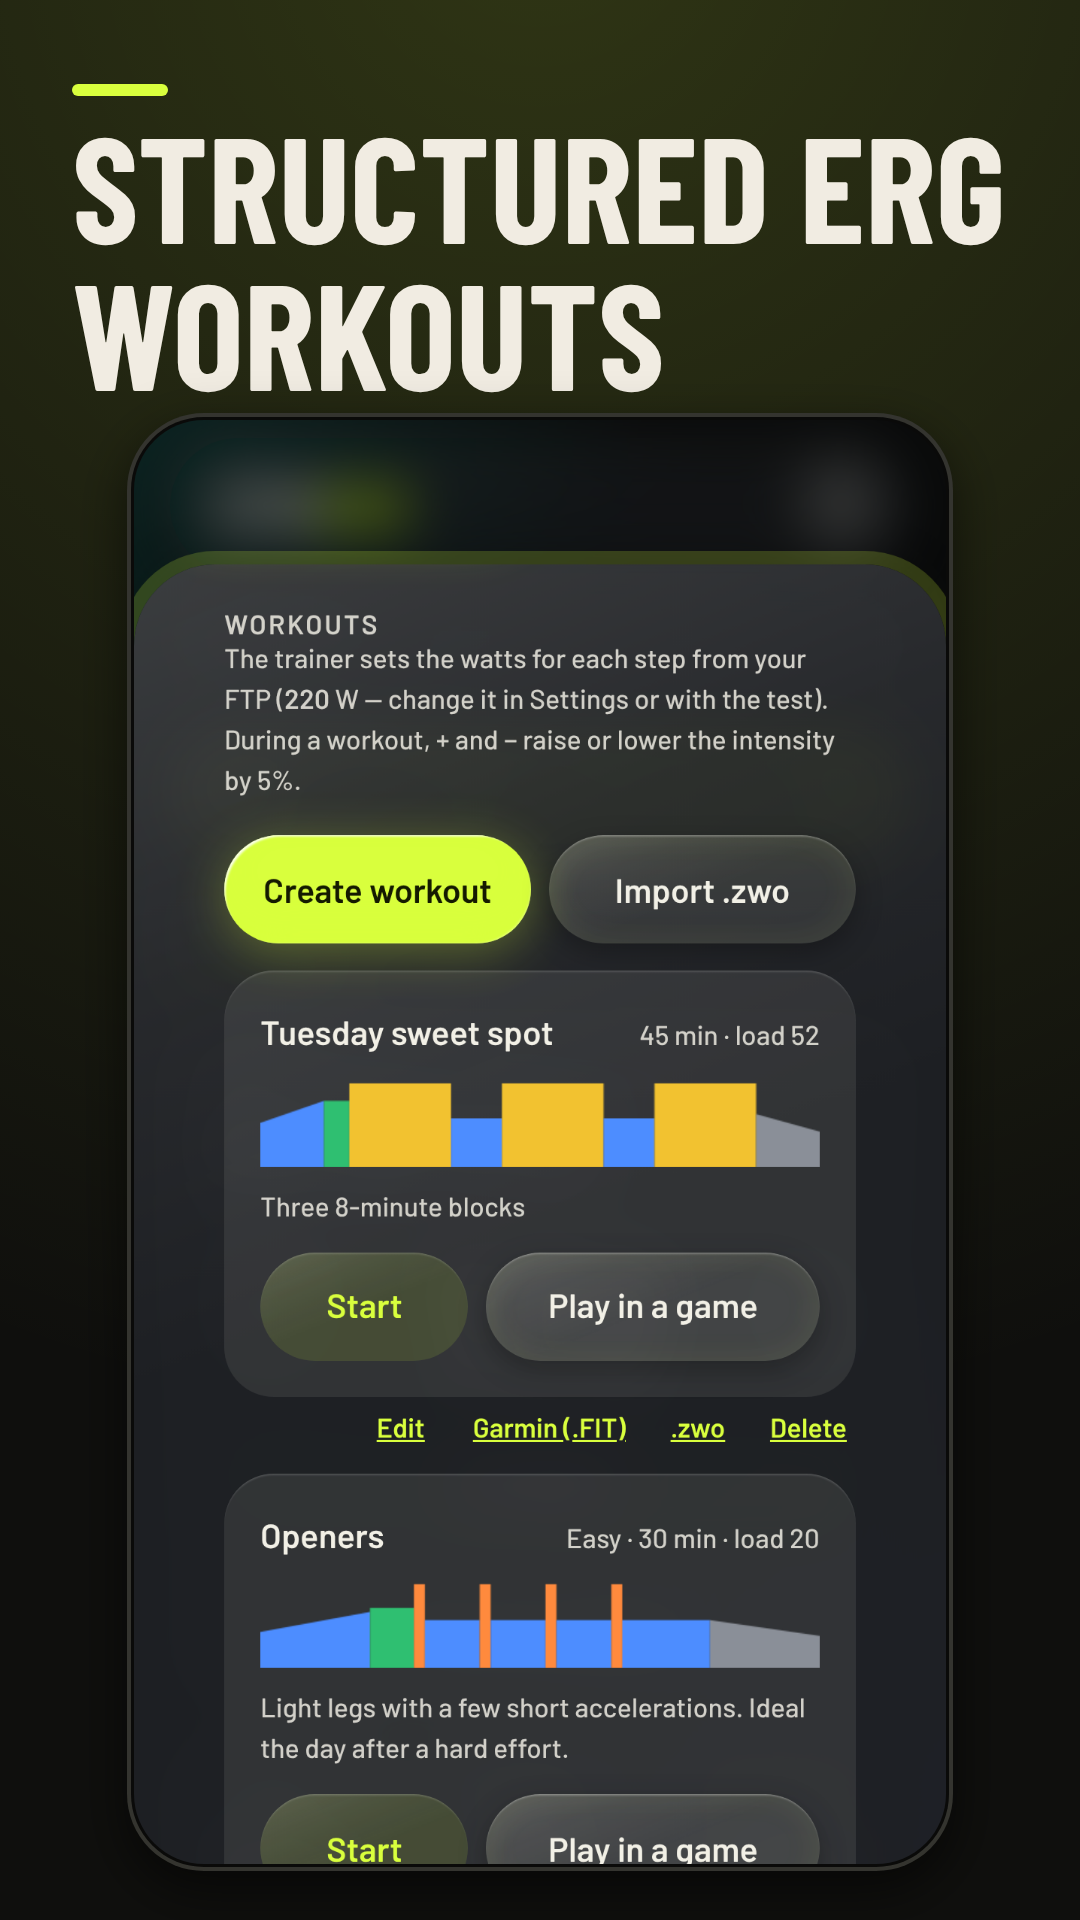 STRUCTURED ERG
WORKOUTS
WORKOUTS
The trainer sets the watts for each step from your
FTP (220 W – change it in Settings or with the test).
During a workout, + and – raise or lower the intensity
by 5%.
Create workout
Import .zwo
Tuesday sweet spot
45 min · load 52
Three 8-minute blocks
Start
Play in a game
Edit
Garmin (.FIT)
.zwo
Delete
Openers
Easy · 30 min · load 20
Light legs with a few short accelerations. Ideal
the day after a hard effort.
Start
Play in a game